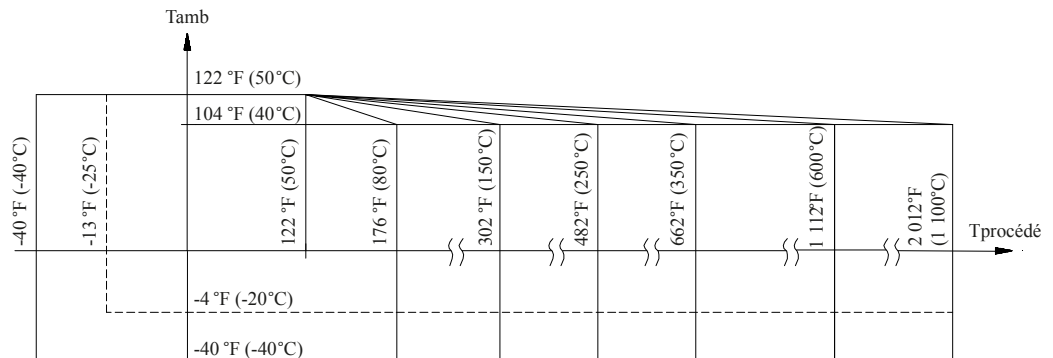 Tamb
122 °F (50°C)
104 °F (40°C)
-40 °F (-40°C)
-13 °F (-25°C)
122 °F (50°C)
176 °F (80°C)
302 °F (150°C)
482°F (250°C)
662°F (350°C)
1 112°F (600°C)
2 012°F
(1 100°C)
Tprocédé
-4 °F (-20°C)
-40 °F (-40°C)